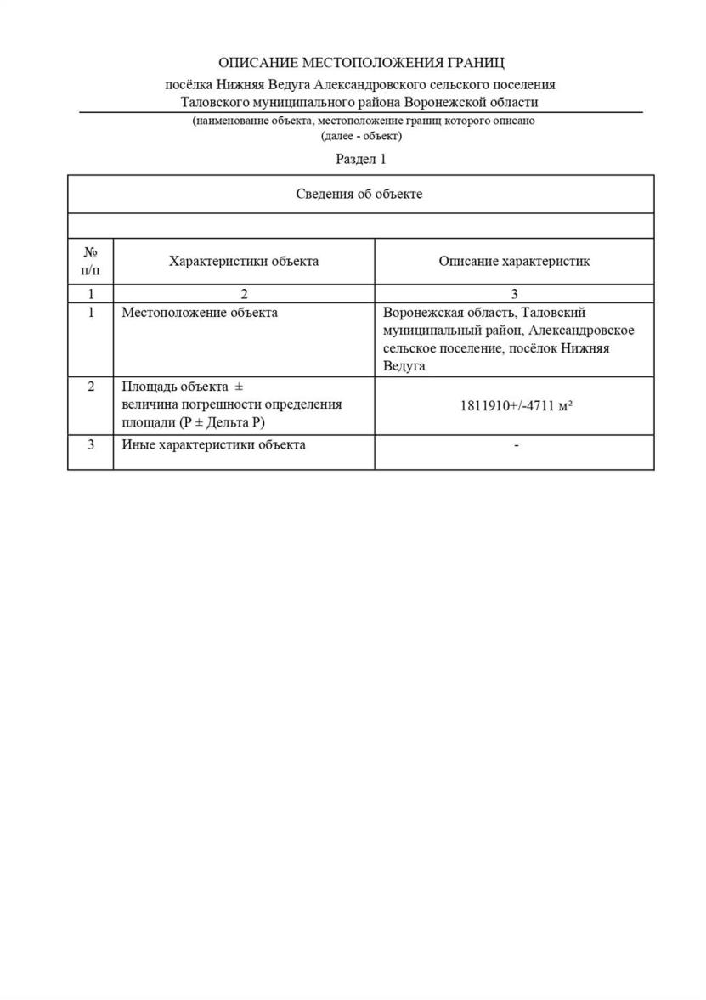 ОПИСАНИЕ МЕСТОПОЛОЖЕНИЯ ГРАНИЦ
посёлка Нижняя Ведуга Александровского сельского поселения
Таловского муниципального района Воронежской области
(наименование объекта, местоположение границ которого описано
(далее - объект)
Раздел 1
Сведения об объекте
№
п/п
Характеристики объекта
Описание характеристик
1
2
3
1
Местоположение объекта
Воронежская область, Таловский
муниципальный район, Александровское
сельское поселение, посёлок Нижняя
Ведуга
2
Площадь объекта ±
величина погрешности определения
площади (P ± Дельта P)
1811910+/-4711 м²
3
Иные характеристики объекта
-